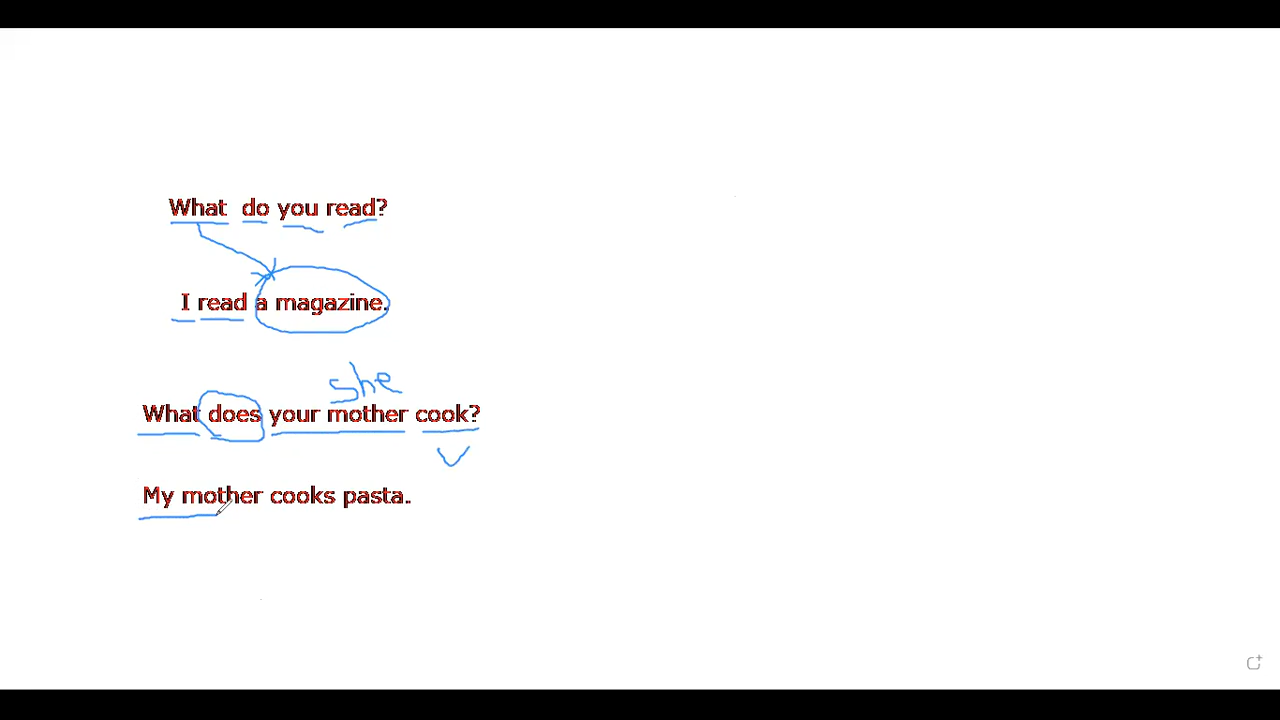 What do you read?
I read a magazine.
she
What does your mother cook?
My mother cooks pasta.